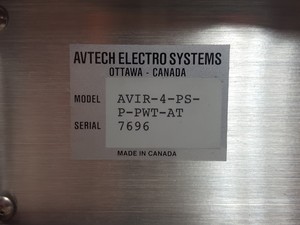 AVTECH ELECTRO SYSTEMS
OTTAWA - CANADA
MODEL AVIR-4-PS-
P-PWT-AT
SERIAL 7696
MADE IN CANADA